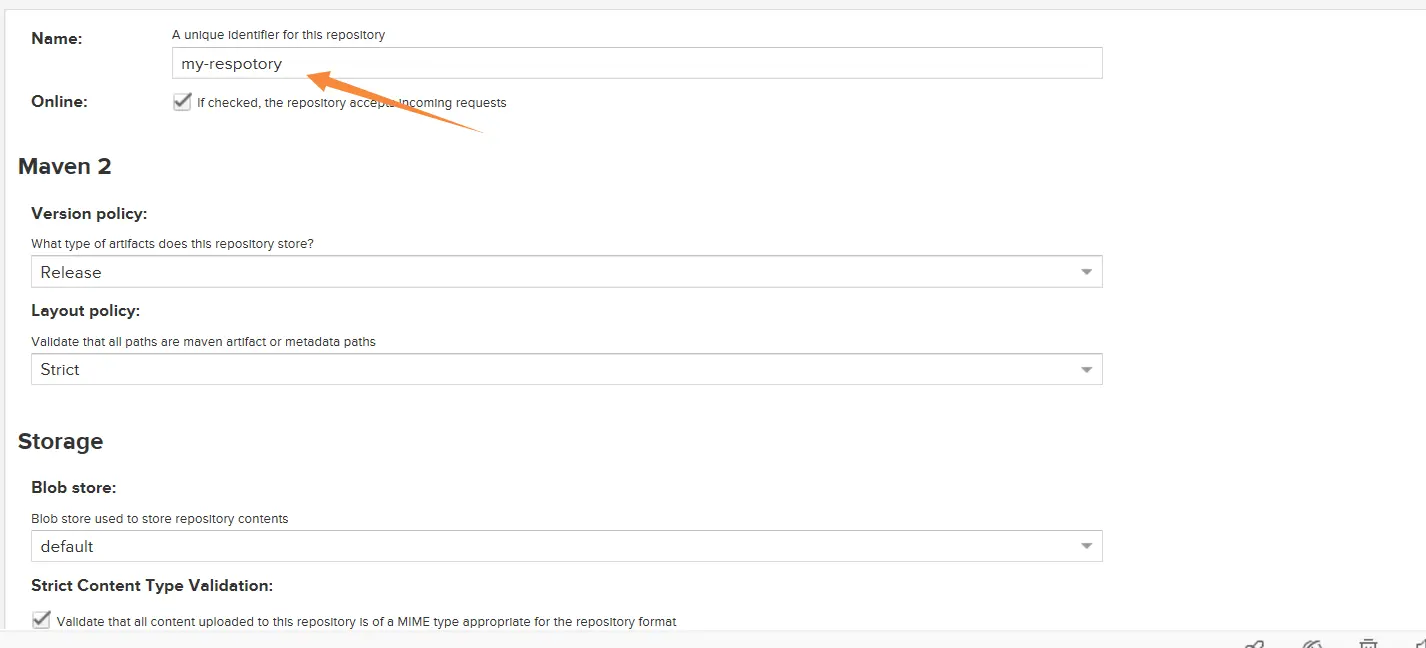 Name:
A unique identifier for this repository
my-respotory
Online:
If checked, the repository accepts incoming requests
Maven 2
Version policy:
What type of artifacts does this repository store?
Release
Layout policy:
Validate that all paths are maven artifact or metadata paths
Strict
Storage
Blob store:
Blob store used to store repository contents
default
Strict Content Type Validation:
Validate that all content uploaded to this repository is of a MIME type appropriate for the repository format